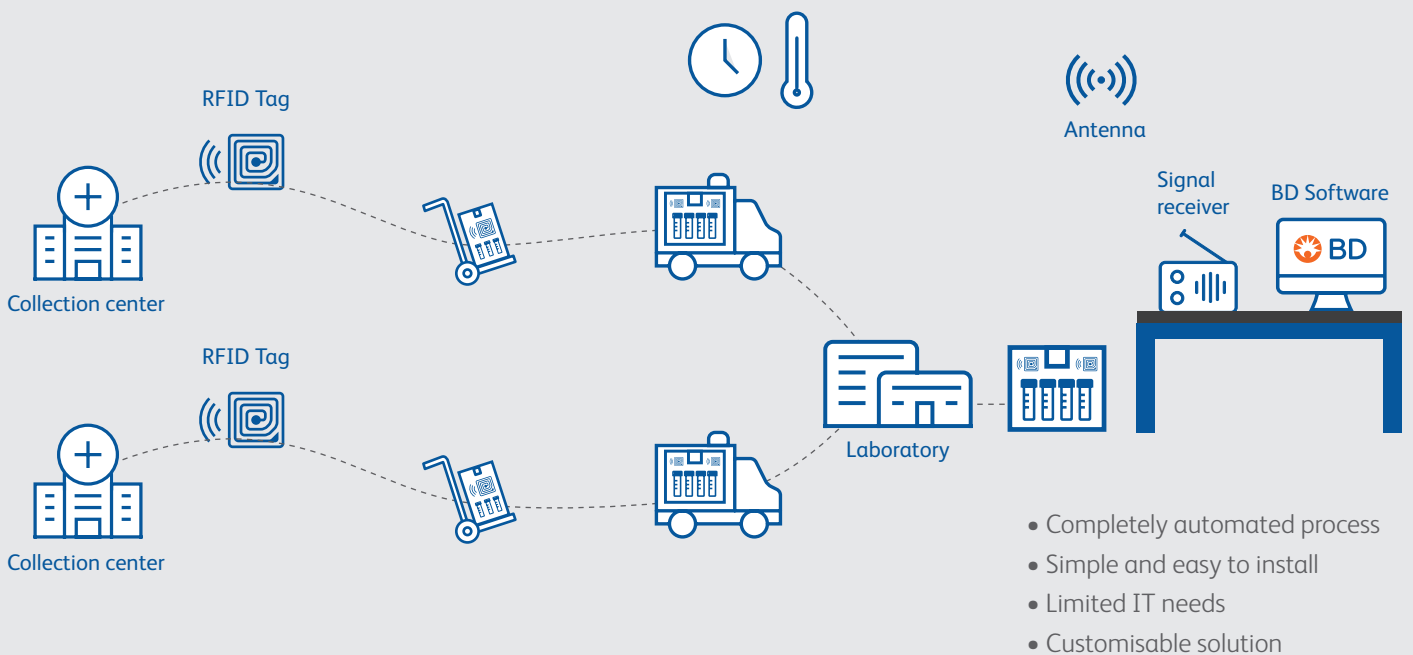 RFID Tag
Antenna
Signal
receiver
BD Software
BD
Collection center
RFID Tag
Laboratory
Collection center
• Completely automated process
• Simple and easy to install
• Limited IT needs
• Customisable solution